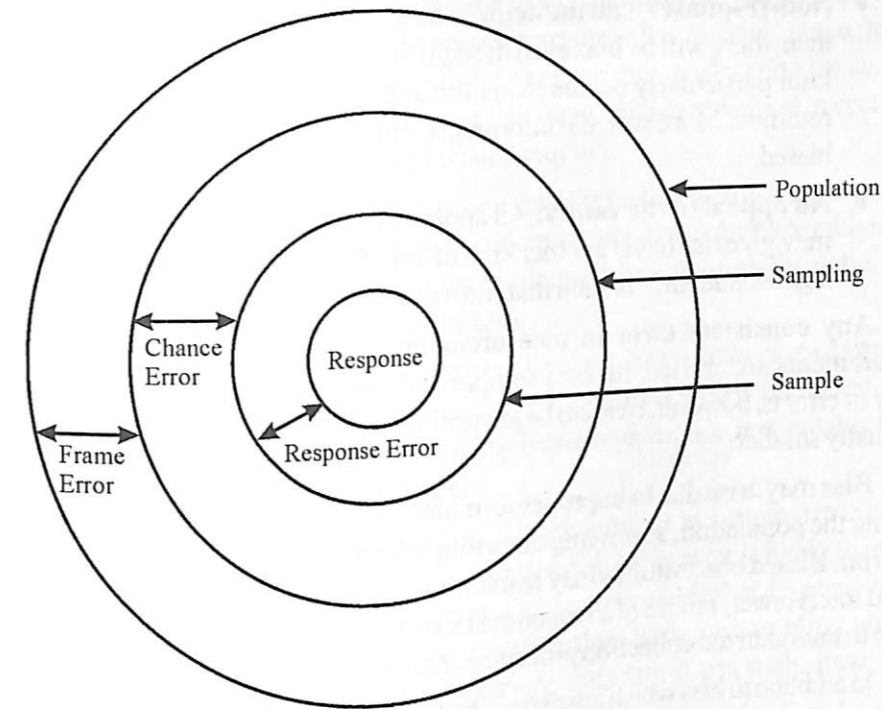 Population
Sampling
Chance
Error
Response
Sample
Response Error
Frame
Error